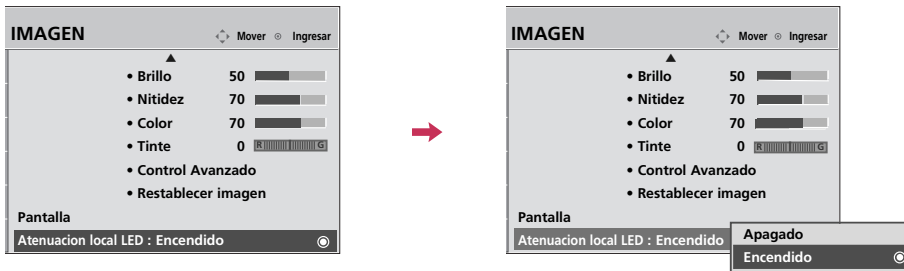 IMAGEN Mover Ingresar
• Brillo 50
• Nitidez 70
• Color 70
• Tinte 0 R G
• Control Avanzado
• Restablecer imagen
Pantalla
Atenuacion local LED : Encendido
IMAGEN Mover Ingresar
• Brillo 50
• Nitidez 70
• Color 70
• Tinte 0 R G
• Control Avanzado
• Restablecer imagen
Pantalla
Atenuacion local LED : Encendido
Apagado
Encendido